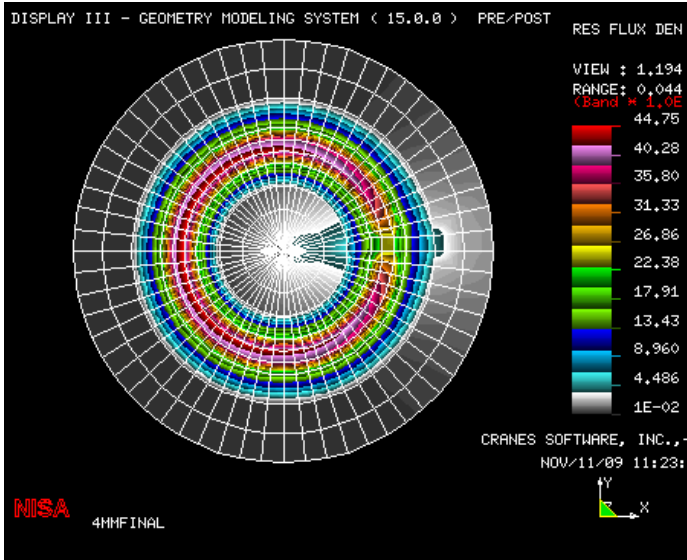 DISPLAY III - GEOMETRY MODELING SYSTEM ( 15.0.0 ) PRE/POST
RES FLUX DEN
VIEW : 1.194
RANGE: 0.044
(Band * 1.0E
44.75
40.28
35.80
31.33
26.86
22.38
17.91
13.43
8.960
4.486
1E-02
CRANES SOFTWARE, INC.,-
NOV/11/09 11:23:
Y
Z
X
NISA
4MMFINAL